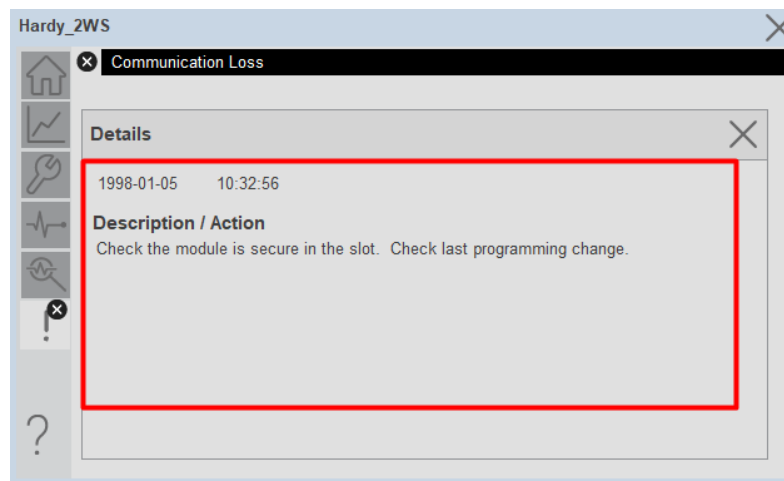 Hardy_2WS
Communication Loss
Details
1998-01-05 10:32:56
Description / Action
Check the module is secure in the slot. Check last programming change.
?